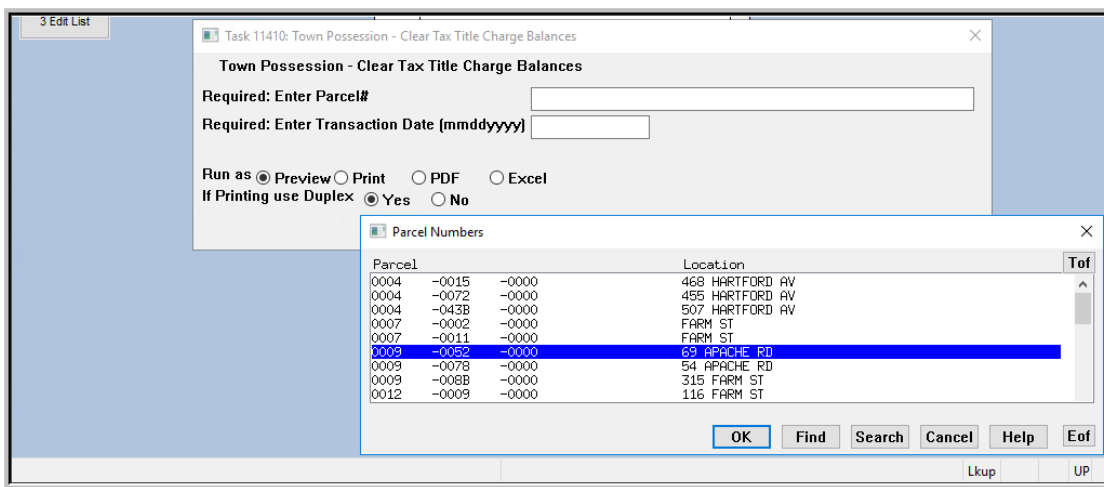 3 Edit List
Task 11410: Town Possession - Clear Tax Title Charge Balances
Town Possession - Clear Tax Title Charge Balances
Required: Enter Parcel#
Required: Enter Transaction Date (mmddyyyy)
Run as Preview Print PDF Excel
If Printing use Duplex Yes No
Parcel Numbers
Parcel Location Tof
0004 -0015 -0000 468 HARTFORD AV
0004 -0072 -0000 455 HARTFORD AV
0004 -043B -0000 507 HARTFORD AV
0007 -0002 -0000 FARM ST
0007 -0011 -0000 FARM ST
0009 -0052 -0000 69 APACHE RD
0009 -0078 -0000 54 APACHE RD
0009 -008B -0000 315 FARM ST
0012 -0009 -0000 116 FARM ST
OK Find Search Cancel Help Eof
Lkup UP